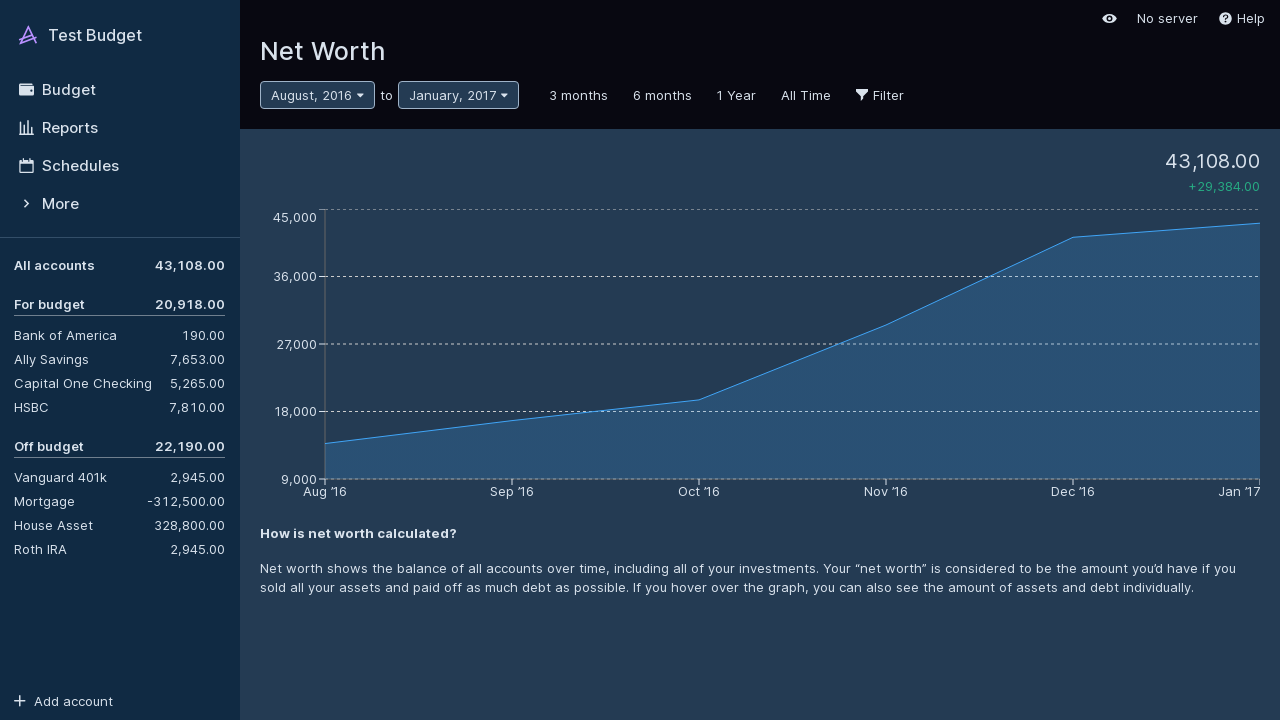 Test Budget
Budget
Reports
Schedules
More
All accounts 43,108.00
For budget 20,918.00
Bank of America 190.00
Ally Savings 7,653.00
Capital One Checking 5,265.00
HSBC 7,810.00
Off budget 22,190.00
Vanguard 401k 2,945.00
Mortgage -312,500.00
House Asset 328,800.00
Roth IRA 2,945.00
Add account
No server Help
Net Worth
August, 2016 to January, 2017 3 months 6 months 1 Year All Time Filter
43,108.00
+29,384.00
45,000
36,000
27,000
18,000
9,000
Aug ’16 Sep ’16 Oct ’16 Nov ’16 Dec ’16 Jan ’17
How is net worth calculated?
Net worth shows the balance of all accounts over time, including all of your investments. Your “net worth” is considered to be the amount you’d have if you
sold all your assets and paid off as much debt as possible. If you hover over the graph, you can also see the amount of assets and debt individually.